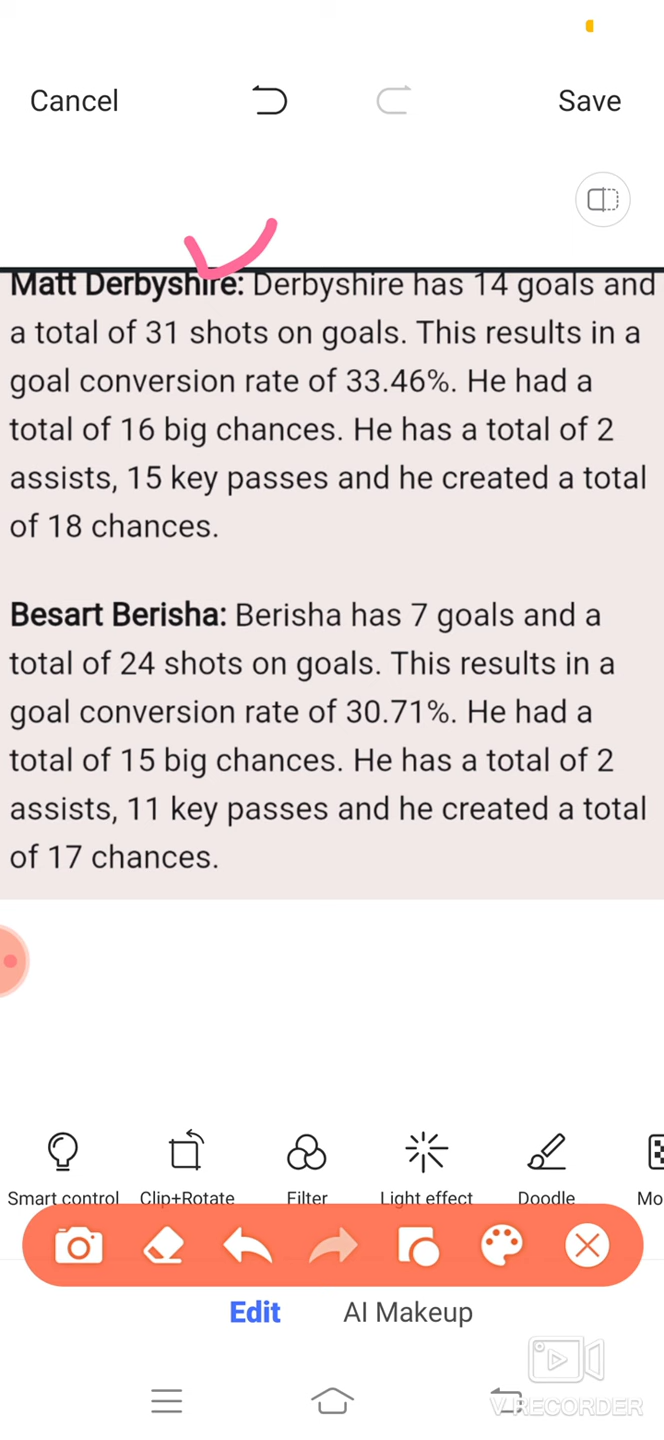 Cancel
Save
Matt Derbyshire: Derbyshire has 14 goals and
a total of 31 shots on goals. This results in a
goal conversion rate of 33.46%. He had a
total of 16 big chances. He has a total of 2
assists, 15 key passes and he created a total
of 18 chances.
Besart Berisha: Berisha has 7 goals and a
total of 24 shots on goals. This results in a
goal conversion rate of 30.71%. He had a
total of 15 big chances. He has a total of 2
assists, 11 key passes and he created a total
of 17 chances.
Smart control Clip+Rotate Filter Light effect Doodle Mo
Edit AI Makeup
V RECORDER